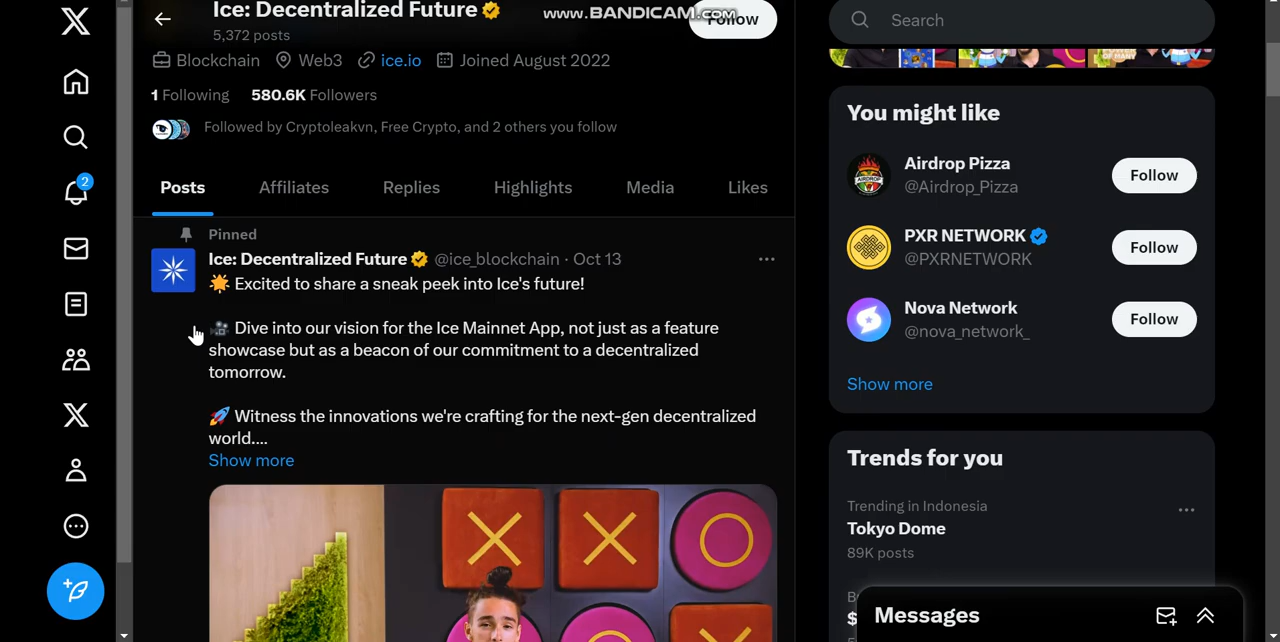 Ice: Decentralized Future
www.BANDICAM.com
Follow
5,372 posts
Search
Blockchain Web3 ice.io Joined August 2022
1 Following 580.6K Followers
Followed by Cryptoleakvn, Free Crypto, and 2 others you follow
Posts Affiliates Replies Highlights Media Likes
Pinned
Ice: Decentralized Future @ice_blockchain · Oct 13
🌟 Excited to share a sneak peek into Ice's future!
🎥 Dive into our vision for the Ice Mainnet App, not just as a feature
showcase but as a beacon of our commitment to a decentralized
tomorrow.
🚀 Witness the innovations we're crafting for the next-gen decentralized
world....
Show more
2
You might like
Airdrop Pizza
@Airdrop_Pizza
Follow
PXR NETWORK
@PXRNETWORK
Follow
Nova Network
@nova_network_
Follow
Show more
Trends for you
Trending in Indonesia
Tokyo Dome
89K posts
Messages